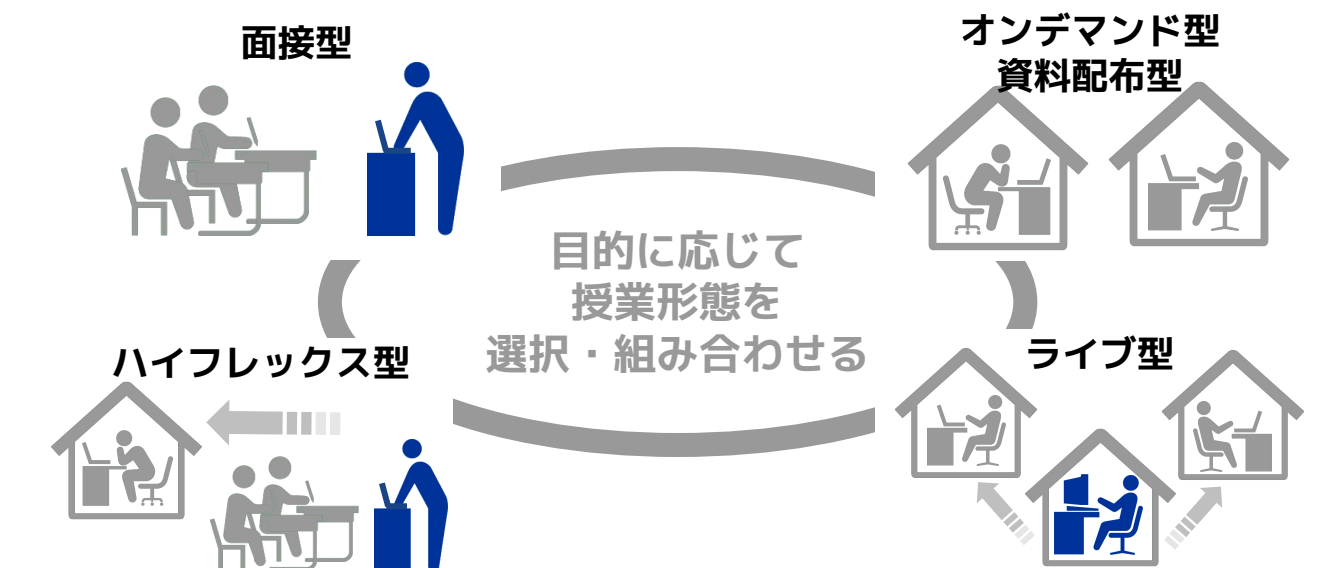 面接型
オンデマンド型
資料配布型
目的に応じて
授業形態を
選択・組み合わせる
ハイフレックス型
ライブ型